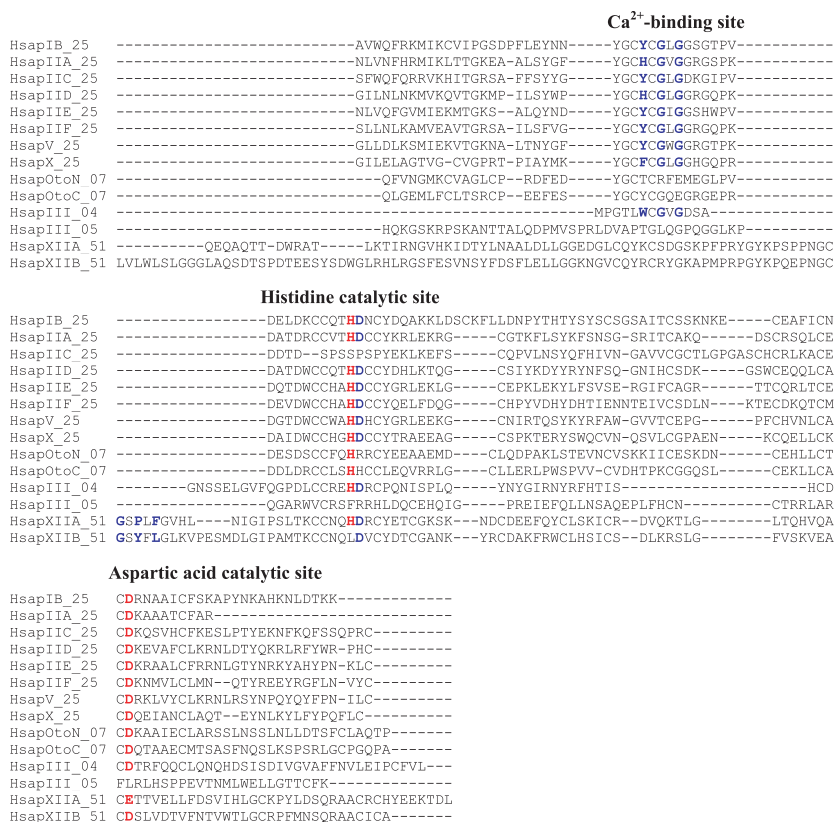 Ca2+-binding site
HsapIB_25 -----------------------------AVWQFRKMIKCVIPGSDPFLEYNN-----YGCYCGLGGSGTPV-----------
HsapIIA_25 -----------------------------NLVNFHRMIKLTTGKEA-ALSYGF-----YGCHCGVGGRGSPK-----------
HsapIIC_25 -----------------------------SFWQFQRRVKHITGRSA-FFSYYG-----YGCYCGLGDKGIPV-----------
HsapIID_25 -----------------------------GILNLNKMVKQVTGKMP-ILSYWP-----YGCHCGLGGRGQPK-----------
HsapIIE_25 -----------------------------NLVQFGVMIEKMTGKS-ALQYND-----YGCYCGIGGSHWPV-----------
HsapIIF_25 -----------------------------SLLNLKAMVEAVTGRSA-ILSFVG-----YGCYCGLGGRGQPK-----------
HsapV_25 -----------------------------GLLDLKSMIEKVTGKNALTNYGF-----YGCYCGWGGRGTPK-----------
HsapX_25 -----------------------------GILELAGTVG-CVGPRTPIAYMK-----YGCFCGLGGHGQPR-----------
HsapOtoN_07 --------------------------------QFVNGMKCVAGLCP--RDFED----YGCTCRFEMEGLPV-----------
HsapOtoC_07 --------------------------------QLGEMLFCLTSRCP--EEFES----YGCYCGQEGRGEPR-----------
HsapIII_04 ----------------------------------------------------------MPGTLWCGVGDSA---------------
HsapIII_05 -----------------------------HQKGSKRPSKANTTALQDPMVSPRLDVAPTGLQGPQGGLKP-----------
HsapXIIA_51 -----------QEQAQTT-DWRAT-----LKTIRNGVHKIDTYLNAALDLLGGEDGLCQYKCSDGSKPFPRYGYKPSPPNGC
HsapXIIB_51 LVLWLSLGGGLAQSDTSPDTEESYSDWGLRHLRGSFESVNSYFDSFLELLGGKNGVCQYRCRYGKAPMPRPGYKPQEPNGC
Histidine catalytic site
HsapIB_25 ------------------DELDKCCQTHDNCYDQAKKLDSCKFLLDNPYTHTYSYSCSGSAITCSSKNKE----CEAFICN
HsapIIA_25 ------------------DATDRCCVTHDCCYKRLEKRG-----CGTKFLSYKFSNSG-SRITCAKQ-----DSCRSQLCE
HsapIIC_25 ------------------DDTD-SPSSPSPYEKLKEFS------CQPVLNSYQFHIVN-GAVVCGCTLGPGASCHCRLKACE
HsapIID_25 ------------------DATDWCCQTHDCCYDHLKTQG-----CSIYKDYYRYNFSQ-GNIHCSDK-----GSWCEQQLCA
HsapIIE_25 ------------------DQTDWCCHAHDCCYGRLEKLG-----CEPKLEKYLFSVSE-RGIFCAGR-----TTCQRLTCE
HsapIIF_25 ------------------DEVDWCCHAHDCCYQELFDQG-----CHPYVDHYDHTIENNTEIVCSDLN----KTECDKQTCM
HsapV_25 ------------------DGTDWCCWAHDHCYGRLEEKG-----CNIRTQSYKYRFAW-GVVTCEPG------PFCHVNLCA
HsapX_25 ------------------DAIDWCCHGHDCCYTRAEEAG-----CSPKTERYSWQCVN-QSVLCGPAEN----KCQELLCK
HsapOtoN_07 ------------------DESDSCCFQHRRCYEEAAEMD-----CLQDPAKLSTEVNCVSKKIICESKDN----CEHLLCT
HsapOtoC_07 ------------------DDLDRCCLSHHCCLEQVRRLG-----CLLERLPWSPVV-CVDHTPKCGGQSL----CEKLLCA
HsapIII_04 --------GNSSELGVFQGPDLCCREHDRCPQNISPLQ------YNYGIRNYRFHTIS----------------------HCD
HsapIII_05 ------------------QGARWVCRSFRRHLDQCEHQIG----PREIEFQLLNSAQEPLFHCN----------CTRRLAR
HsapXIIA_51 GSPLFGVHL----NIGIPSLTKCCNQHDRCYETCGKSK----NDCDEEFQYCLSKICR--DVQKTLG------LTQHVQA
HsapXIIB_51 GSYFLGLKVPESMDLGIPAMTKCCNQLDVCYDTCGANK----YRCDAKFRWCLHSICS--DLKRSLG------FVSKVEA
Aspartic acid catalytic site
HsapIB_25 CDRNAAICFSKAPYNKAHKNLDTKK--------------
HsapIIA_25 CDKAAATCFAR----------------------------
HsapIIC_25 CDKQSVHCFKESLPTYEKNFKQFSSQPRC----------
HsapIID_25 CDKEVAFCLKRNLDTYQKRLRFYWR-PHC----------
HsapIIE_25 CDKRAALCFRRNLGTYNRKYAHYPN-KLC----------
HsapIIF_25 CDKNMVLCLMN--QTYREEYRGFLN-VYC----------
HsapV_25 CDRKLVYCLKRNLRSYNPQYQYFPN-ILC----------
HsapX_25 CDQEIANCLAQT--EYNLKYLFYPQFLC-----------
HsapOtoN_07 CDKAAIECLARSSLNSSLNLLDTSFCLAQTP--------
HsapOtoC_07 CDQTAAECMTSASFNQSLKSPSRLGCPGQPA--------
HsapIII_04 CDTRFQQCLQNQHDSISDIVGVAFFNVLEIPCFVL----
HsapIII_05 FLRLHSPPEVTNMLWELLGTTCFK---------------
HsapXIIA_51 CETTVELLFDSVIHLGCKPYLDSQRAACRCHYEEKTDL
HsapXIIB_51 CDSLVDTVFNTVWTLGCRPFMNSQRAACICA--------